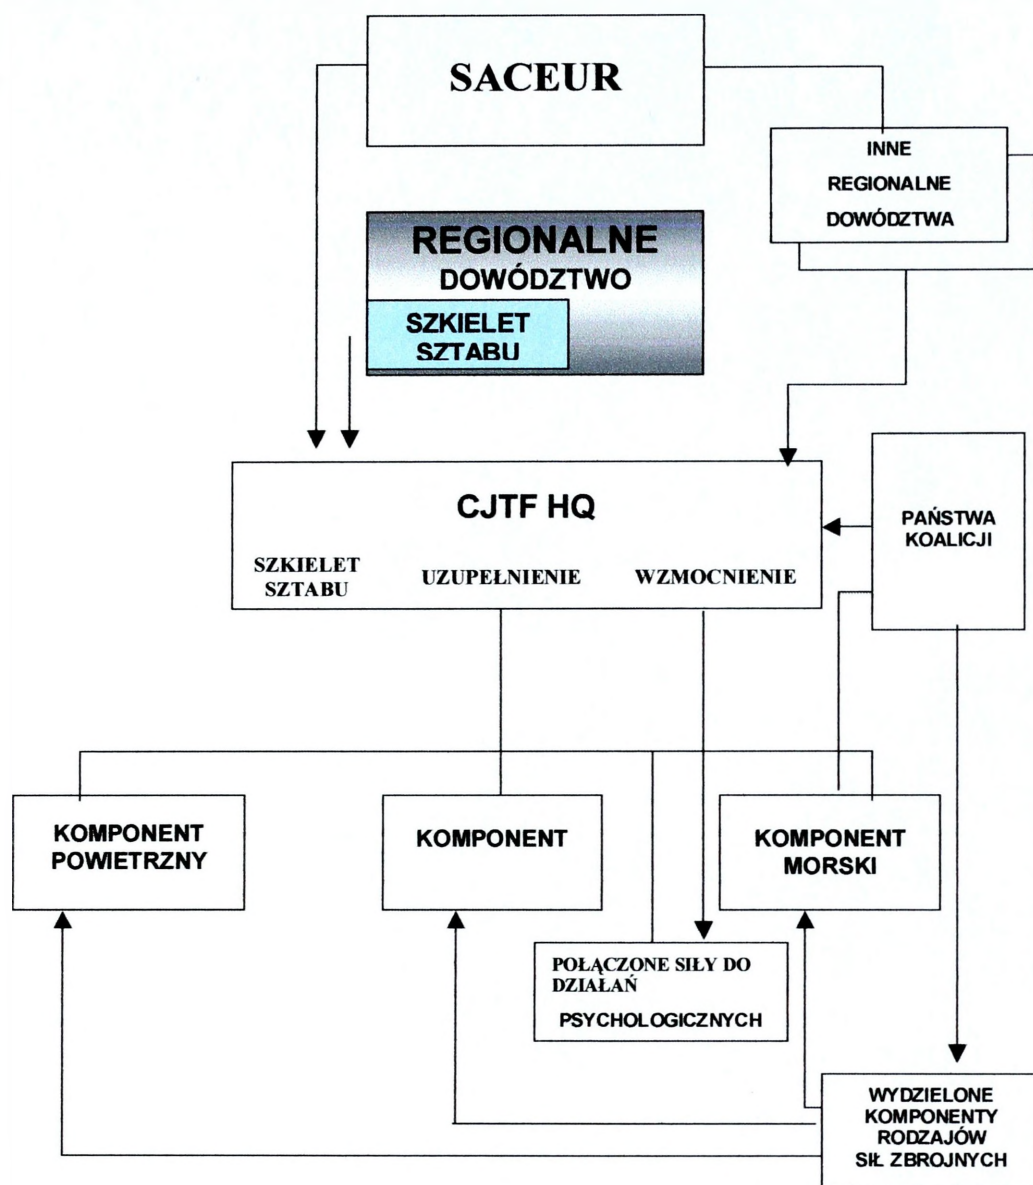 SACEUR
INNE
REGIONALNE
DOWÓDZTWA
REGIONALNE
DOWÓDZTWO
SZKIELET
SZTABU
CJTF HQ
SZKIELET
SZTABU
UZUPEŁNIENIE
WZMOCNIENIE
PAŃSTWA
KOALICJI
KOMPONENT
POWIETRZNY
KOMPONENT
KOMPONENT
MORSKI
POŁĄCZONE SIŁY DO
DZIAŁAŃ
PSYCHOLOGICZNYCH
WYDZIELONE
KOMPONENTY
RODZAJÓW
SIŁ ZBROJNYCH